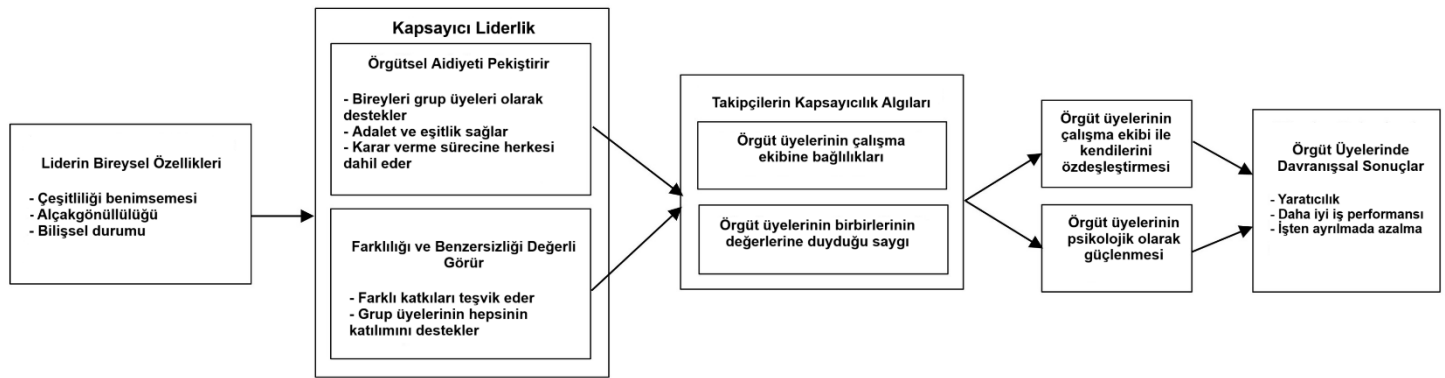 Liderin Bireysel Özellikleri
- Çeşitliliği benimsemesi
- Alçakgönüllülüğü
- Bilişsel durumu
Kapsayıcı Liderlik
Örgütsel Aidiyeti Pekiştirir
- Bireyleri grup üyeleri olarak
destekler
- Adalet ve eşitlik sağlar
- Karar verme sürecine herkesi
dahil eder
Farklılığı ve Benzersizliği Değerli
Görür
- Farklı katkıları teşvik eder
- Grup üyelerinin hepsinin
katılımını destekler
Takipçilerin Kapsayıcılık Algıları
Örgüt üyelerinin çalışma
ekibine bağlılıkları
Örgüt üyelerinin birbirlerinin
değerlerine duyduğu saygı
Örgüt üyelerinin
çalışma ekibi ile
kendilerini
özdeşleştirmesi
Örgüt üyelerinin
psikolojik olarak
güçlenmesi
Örgüt Üyelerinde
Davranışsal Sonuçlar
- Yaratıcılık
- Daha iyi iş performansı
- İşten ayrılmada azalma